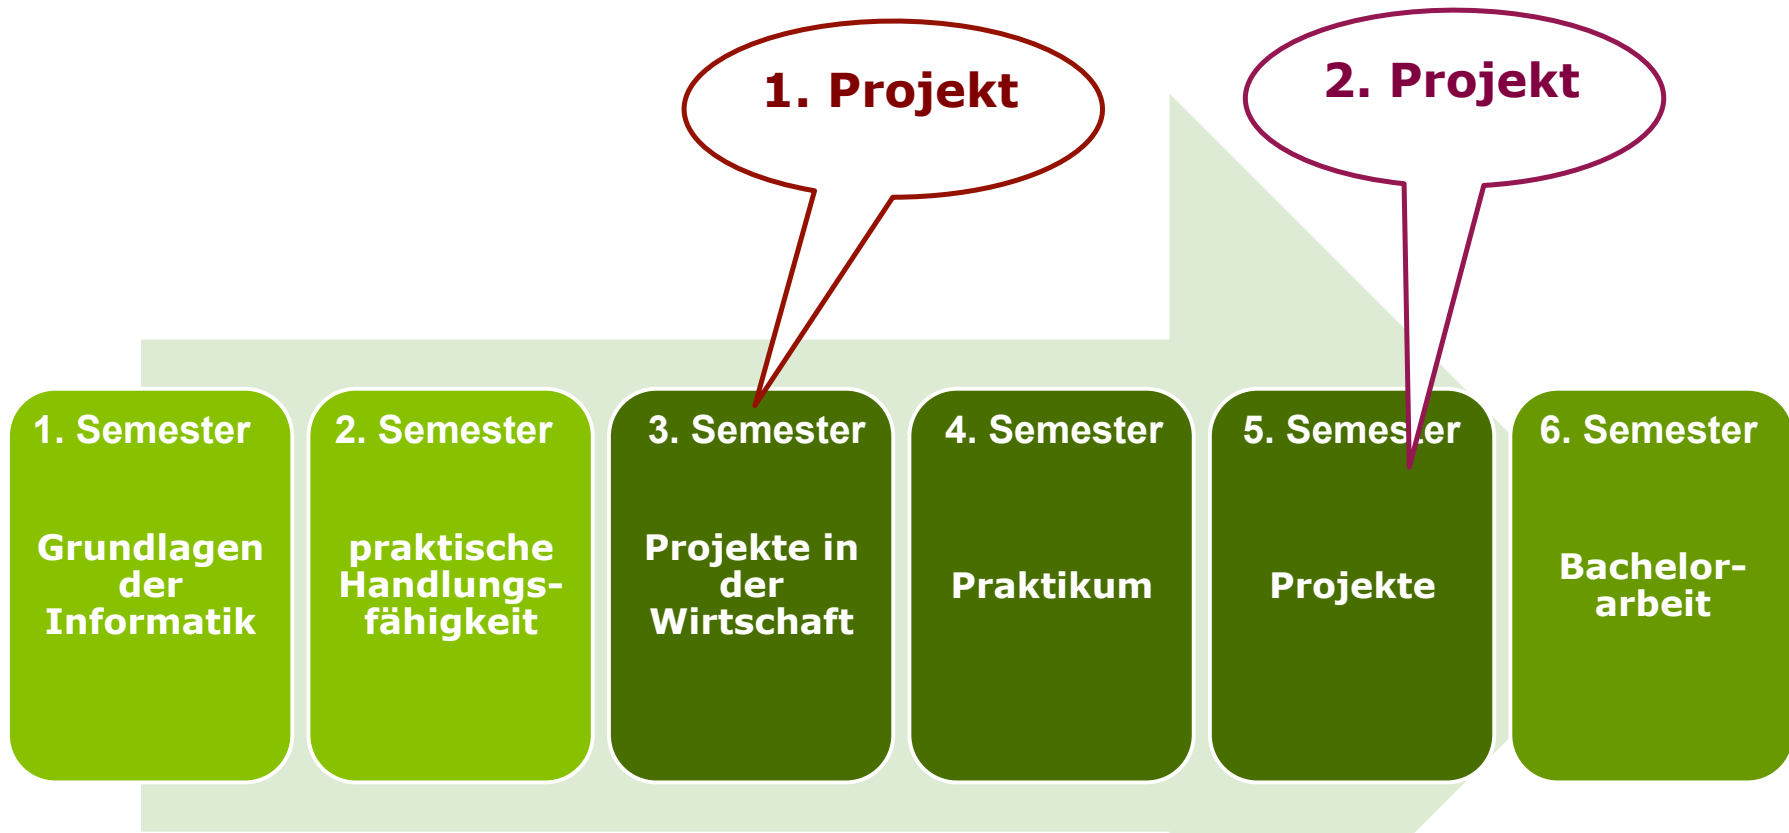 1. Projekt
2. Projekt
1. Semester
Grundlagen
der
Informatik
2. Semester
praktische
Handlungs-
fähigkeit
3. Semester
Projekte in
der
Wirtschaft
4. Semester
Praktikum
5. Semester
Projekte
6. Semester
Bachelor-
arbeit